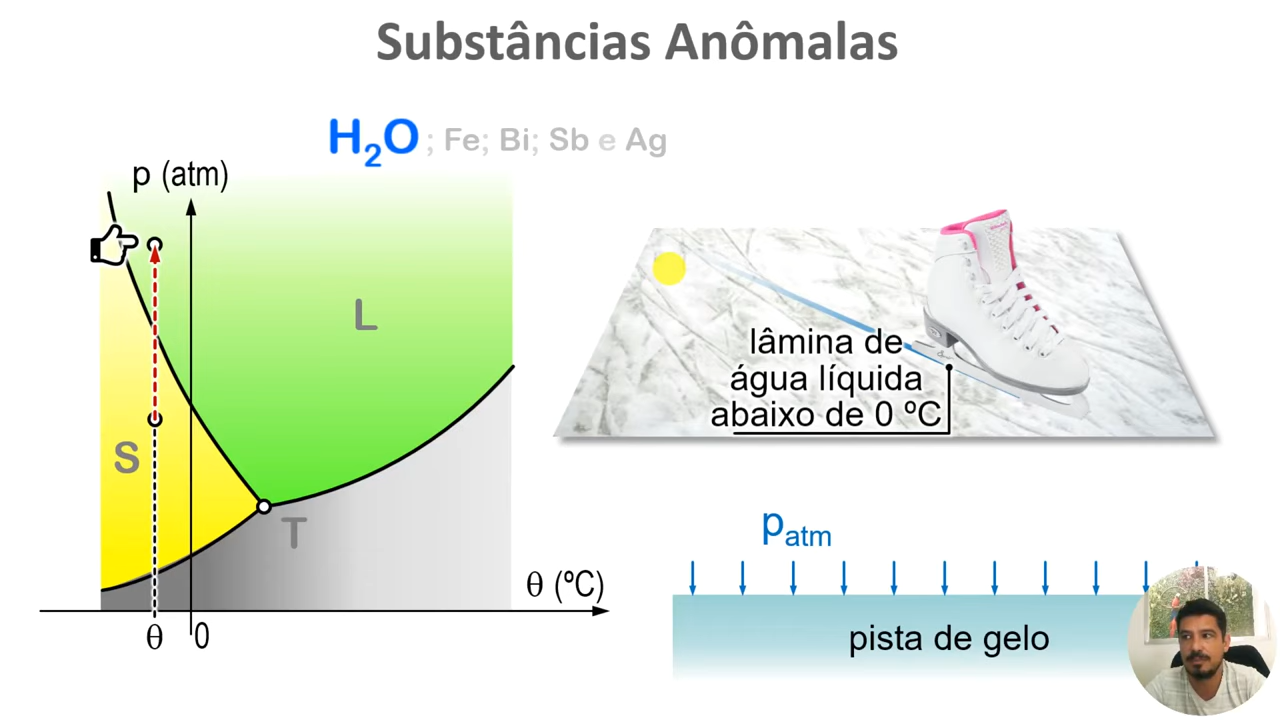 Substâncias Anômalas
H₂O ; Fe; Bi; Sb e Ag
p (atm)
L
S
T
θ (ºC)
θ
0
lâmina de
água líquida
abaixo de 0 ºC
patm
pista de gelo